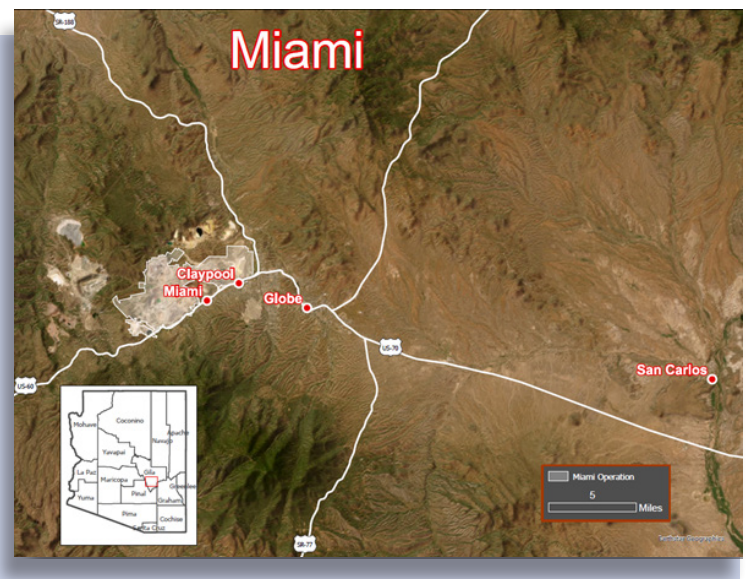 SR-188
Miami
Claypool
Miami
Globe
US-70
San Carlos
US-60
Mohave
Coconino
Navajo
Apache
Yavapai
La Paz
Gila
Maricopa
Greenlee
Pinal
Yuma
Graham
Pima
Cochise
Santa Cruz
Miami Operation
5
Miles
SR-77